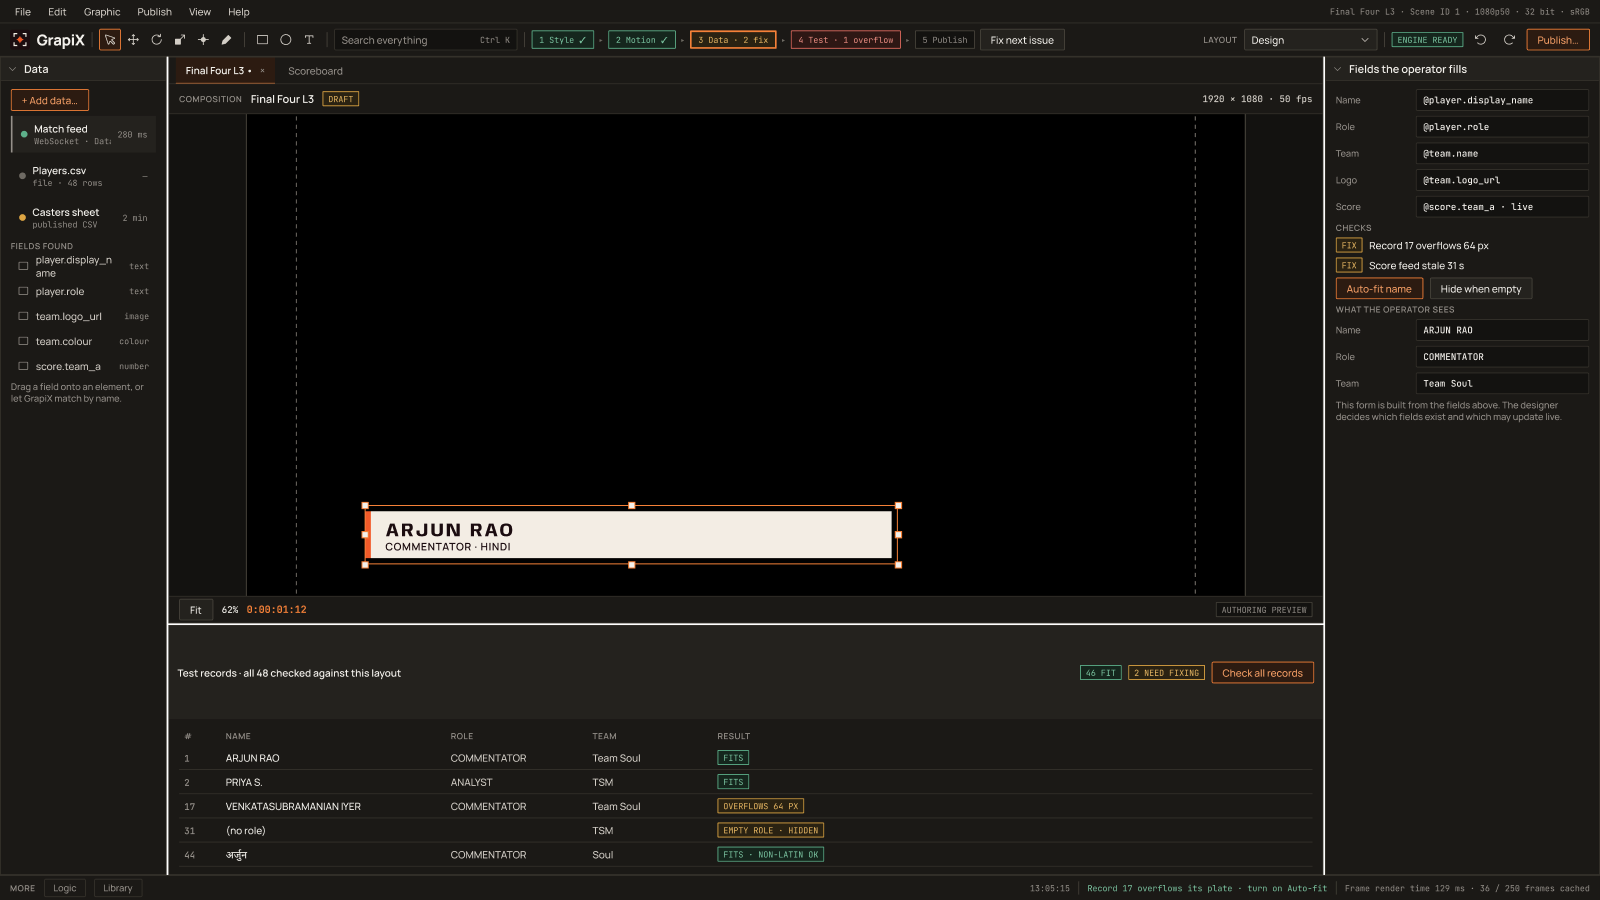 File Edit Graphic Publish View Help
Final Four L3 · Scene ID 1 · 1080p50 · 32 bit · sRGB
GrapiX
Search everything Ctrl K
1 Style ✓
2 Motion ✓
3 Data · 2 fix
4 Test · 1 overflow
5 Publish
Fix next issue
LAYOUT Design
ENGINE READY
Publish...
Data
+ Add data...
Match feed
WebSocket · Dat
280 ms
Players.csv
file · 48 rows
—
Casters sheet
published CSV
2 min
FIELDS FOUND
player.display_n
ame
text
player.role text
team.logo_url image
team.colour colour
score.team_a number
Drag a field onto an element, or
let GrapiX match by name.
Final Four L3 • ×
Scoreboard
COMPOSITION Final Four L3 DRAFT
1920 × 1080 · 50 fps
ARJUN RAO
COMMENTATOR · HINDI
Fit 62% 0:00:01:12
AUTHORING PREVIEW
Test records · all 48 checked against this layout
46 FIT
2 NEED FIXING
Check all records
# NAME ROLE TEAM RESULT
1 ARJUN RAO COMMENTATOR Team Soul FITS
2 PRIYA S. ANALYST TSM FITS
17 VENKATASUBRAMANIAN IYER COMMENTATOR Team Soul OVERFLOWS 64 PX
31 (no role) TSM EMPTY ROLE · HIDDEN
44 अर्जुन COMMENTATOR Soul FITS · NON-LATIN OK
Fields the operator fills
Name @player.display_name
Role @player.role
Team @team.name
Logo @team.logo_url
Score @score.team_a · live
CHECKS
FIX Record 17 overflows 64 px
FIX Score feed stale 31 s
Auto-fit name
Hide when empty
WHAT THE OPERATOR SEES
Name ARJUN RAO
Role COMMENTATOR
Team Team Soul
This form is built from the fields above. The designer
decides which fields exist and which may update live.
MORE Logic Library
13:05:15
Record 17 overflows its plate · turn on Auto-fit
Frame render time 129 ms · 36 / 250 frames cached